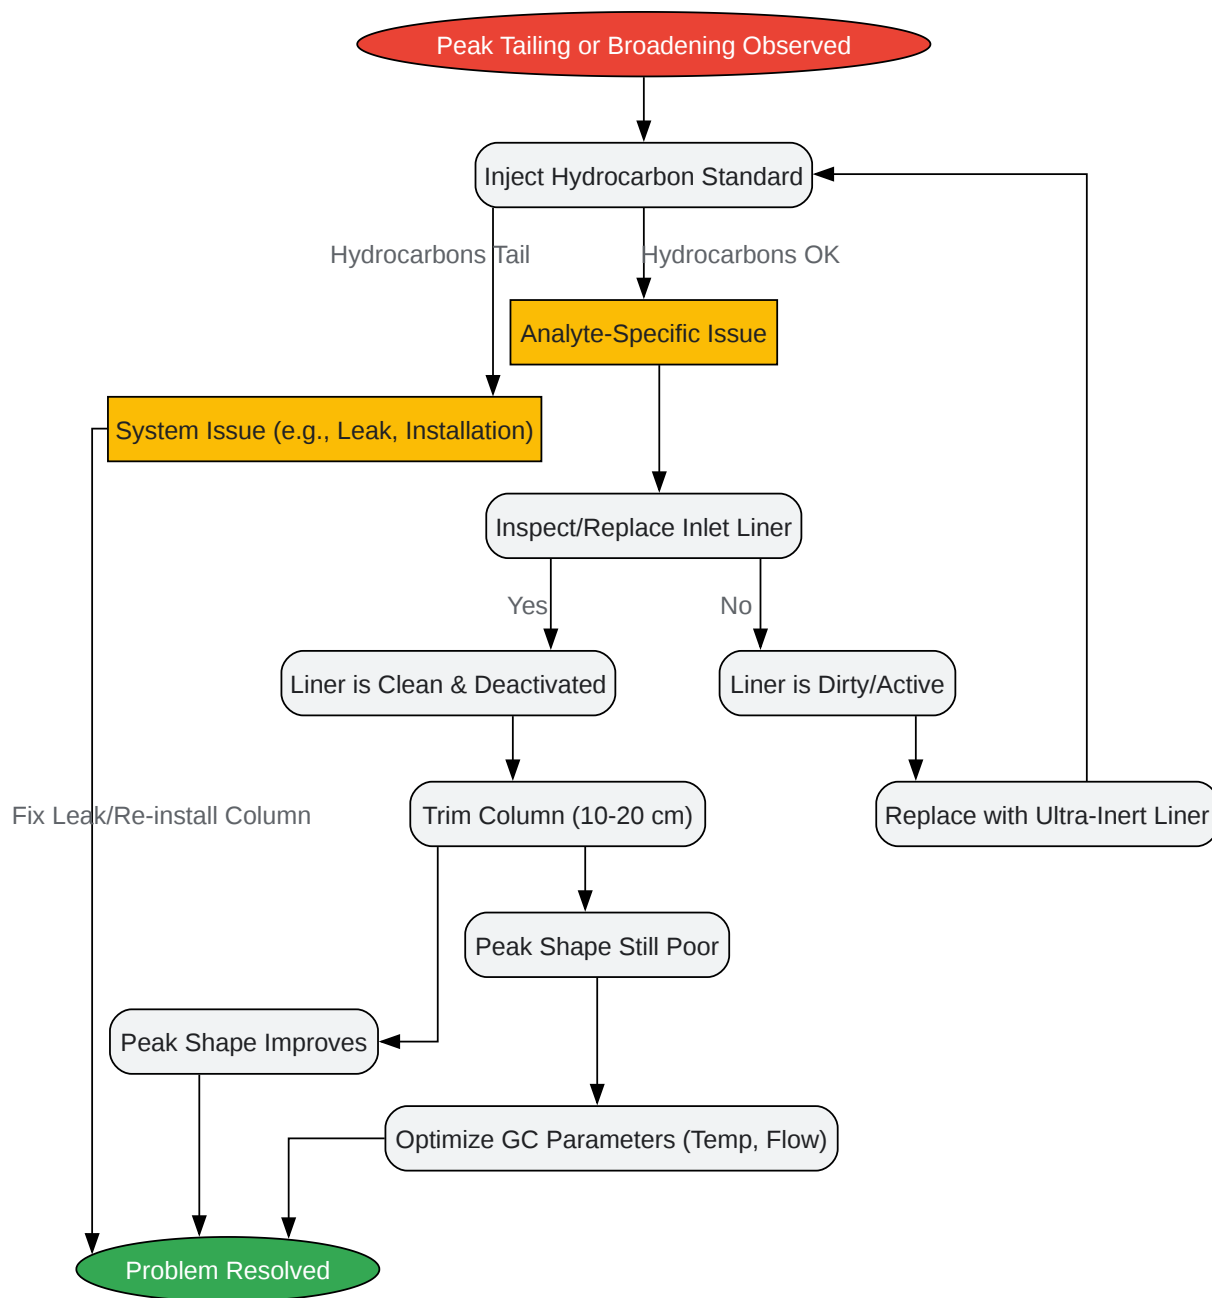 Peak Tailing or Broadening Observed
Inject Hydrocarbon Standard
Hydrocarbons Tail
Hydrocarbons OK
Analyte-Specific Issue
System Issue (e.g., Leak, Installation)
Inspect/Replace Inlet Liner
Yes
No
Liner is Clean & Deactivated
Liner is Dirty/Active
Fix Leak/Re-install Column
Trim Column (10-20 cm)
Replace with Ultra-Inert Liner
Peak Shape Still Poor
Peak Shape Improves
Optimize GC Parameters (Temp, Flow)
Problem Resolved